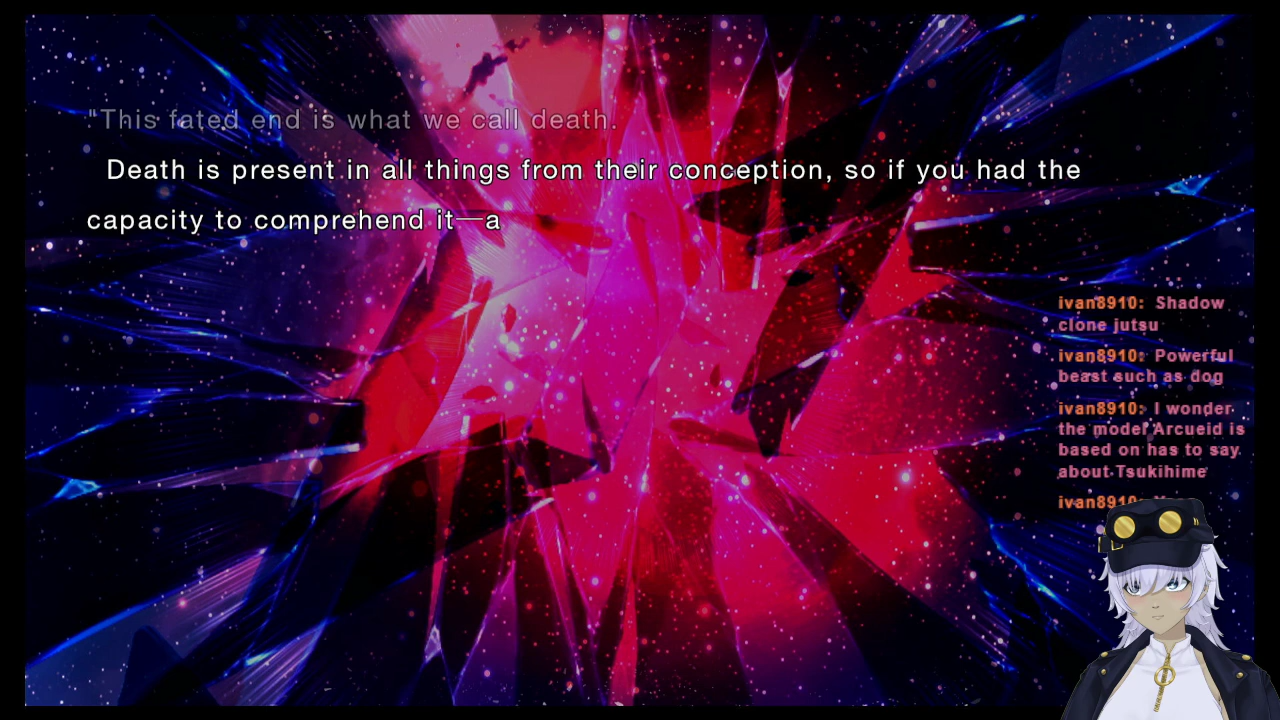 "This fated end is what we call death.
Death is present in all things from their conception, so if you had the
capacity to comprehend it—a
ivan8910: Shadow
clone jutsu
ivan8910: Powerful
beast such as dog
ivan8910: I wonder
the model Arcueid is
based on has to say
about Tsukihime
ivan8910: